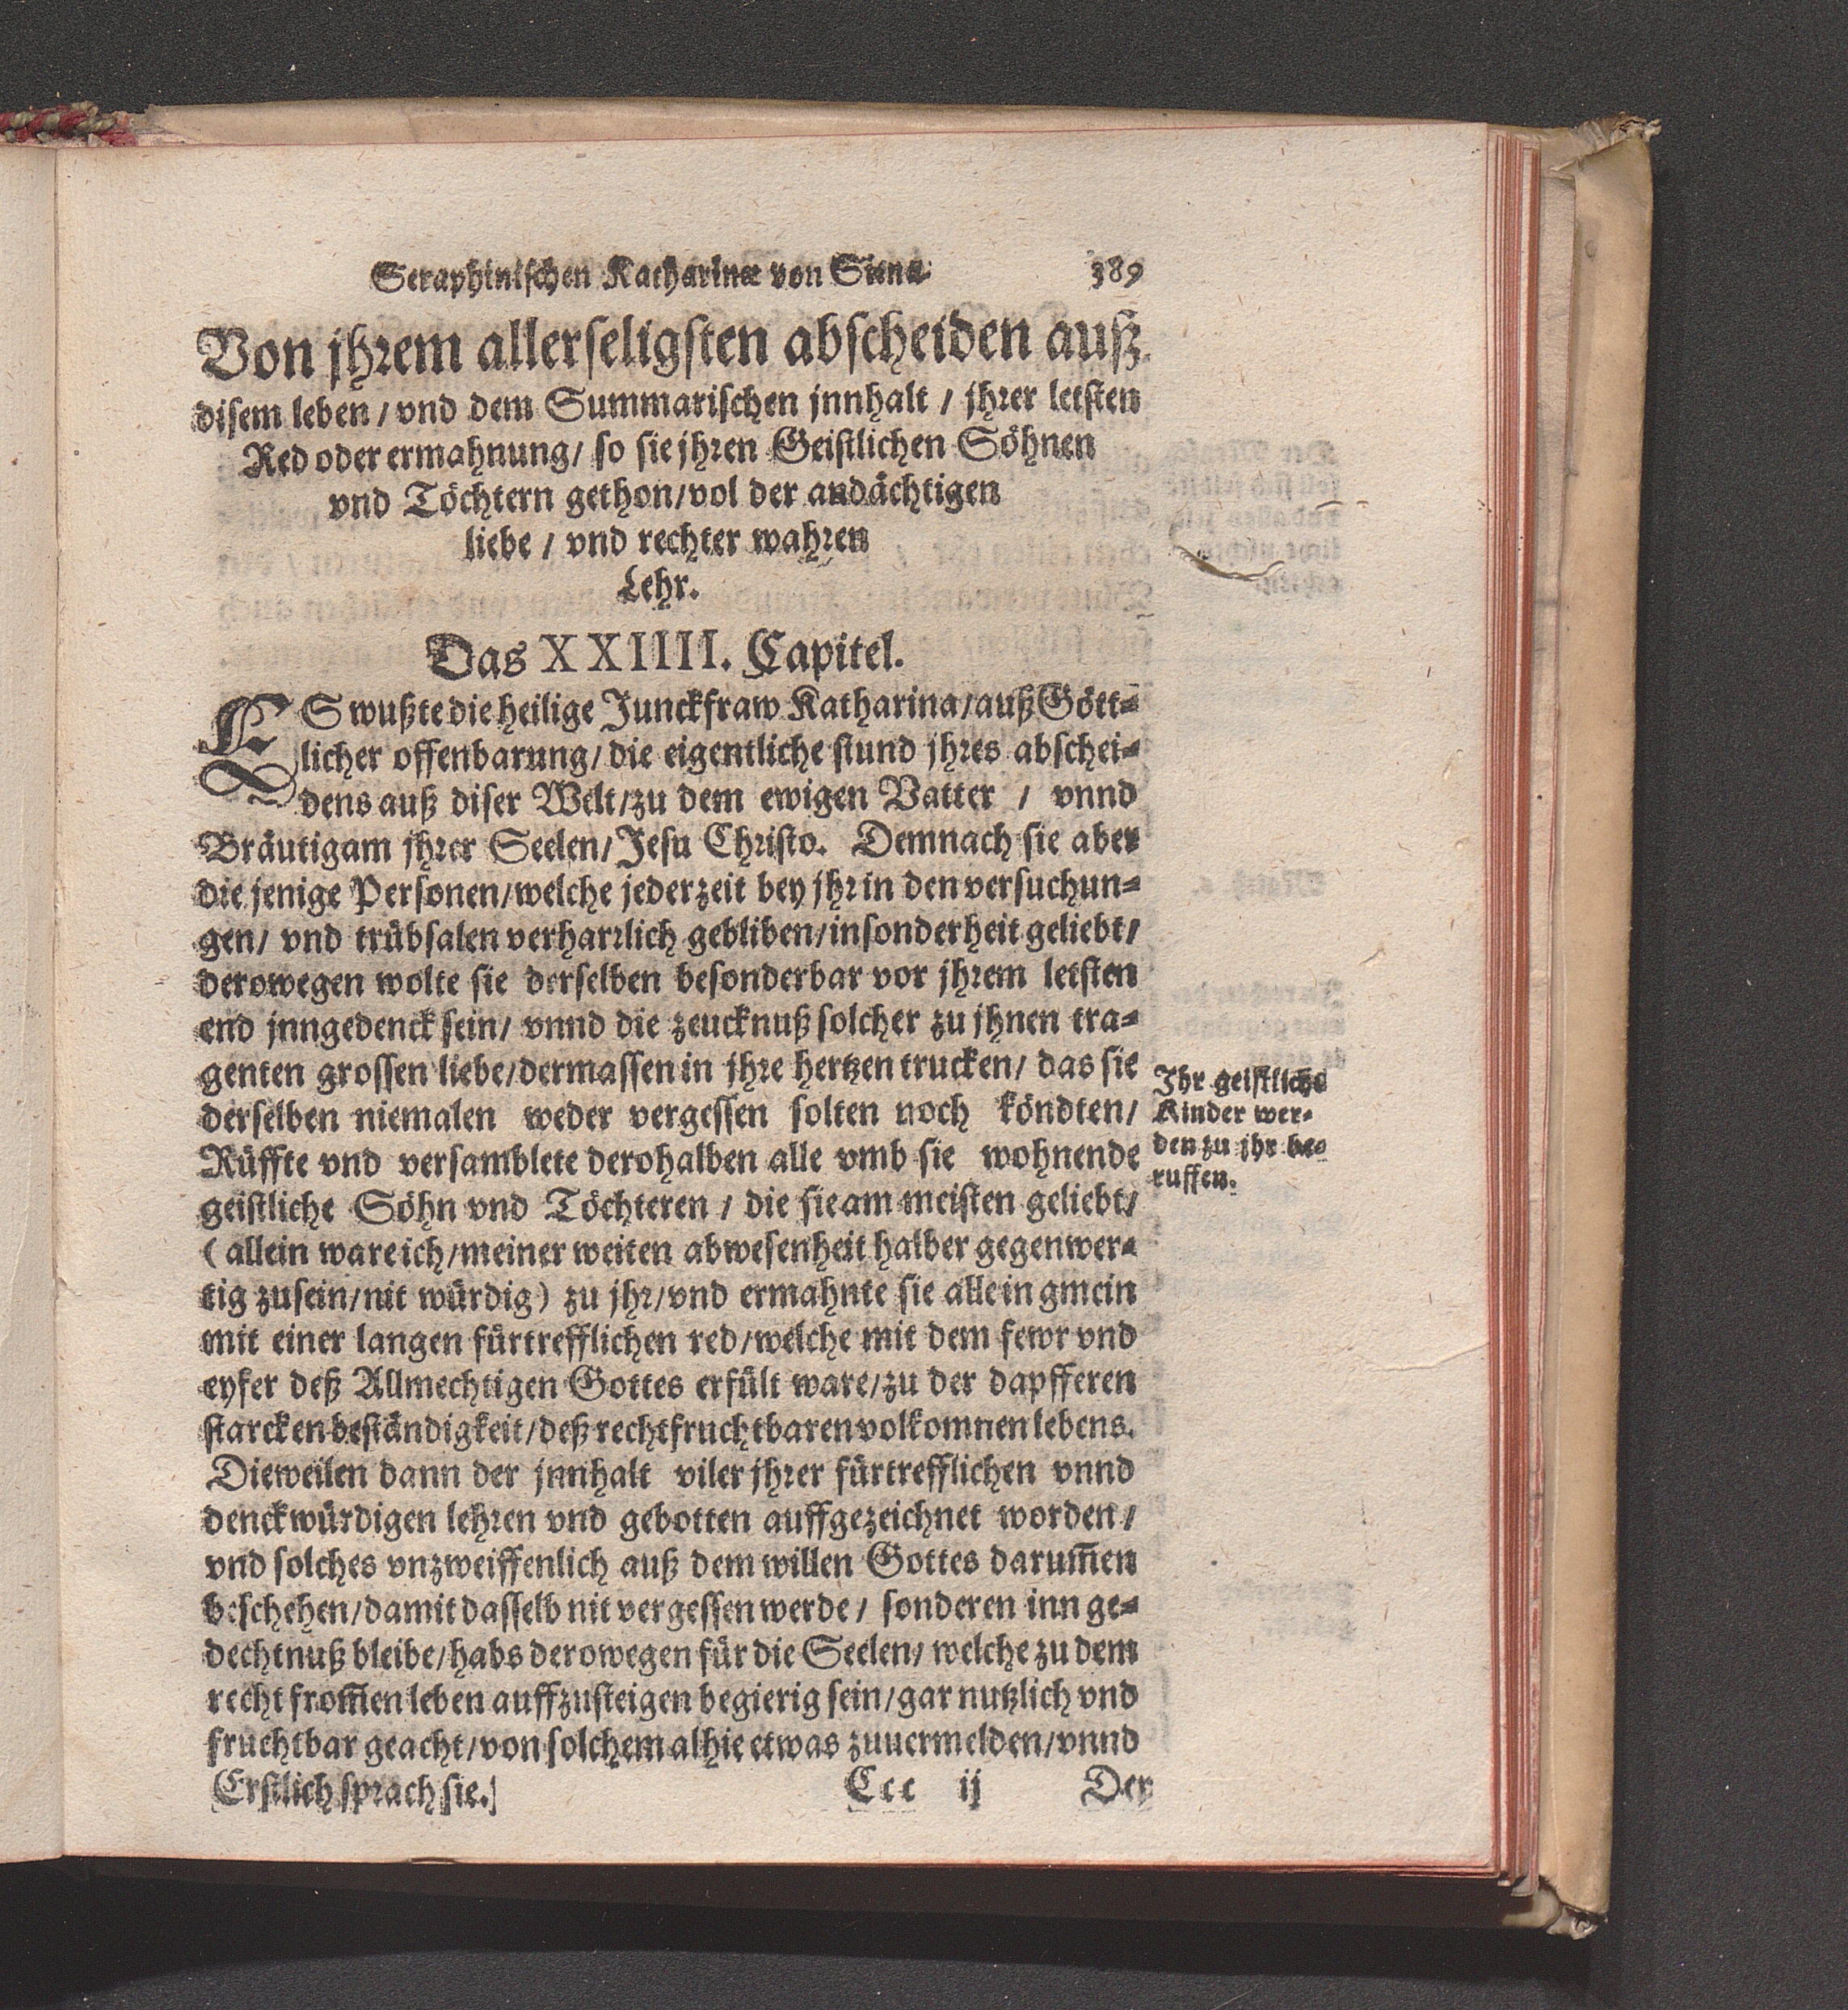 Seraphinischen Katharinæ von Siena. 389
Von jhrem allerseligsten abscheiden auß
disem leben / vnd dem Summarischen jnnhalt / jhrer letsten
Red oder ermahnung / so sie jhren Geistlichen Söhnen
vnd Töchtern gethon / vol der andächtigen
liebe / vnd rechter wahren
Lehr.
Das XXIIII. Capitel.
ES wußte die heilige Junckfraw Katharina / auß Gött-
licher offenbarung / die eigentliche stund jhres abschei-
dens auß diser Welt / zu dem ewigen Vatter / vnnd
Bräutigam jhrer Seelen / Jesu Christo. Demnach sie aber
die jenige Personen / welche jederzeit bey jhr in den versuchun-
gen / vnd trübsalen verharrlich gebliben / insonderheit geliebt /
derowegen wolte sie derselben besonderbar vor jhrem letsten
end jnngedenck sein / vnnd die zeucknuß solcher zu jhnen tra-
genten grossen liebe / dermassen in jhre hertzen trucken / das sie
derselben niemalen weder vergessen solten noch köndten /
Rüffte vnd versamblete derohalben alle vmb sie wohnende
geistliche Söhn vnd Töchteren / die sie am meisten geliebt /
( allein ware ich / meiner weiten abwesenheit halber gegenwer-
tig zusein / nit würdig ) zu jhr / vnd ermahnte sie alle in gmein
mit einer langen fürtrefflichen red / welche mit dem fewr vnd
eyfer deß Allmechtigen Gottes erfült ware / zu der dapfferen
starcken beständigkeit / deß recht fruchtbaren volkomnen lebens.
Dieweilen dann der jnnhalt viler jhrer fürtrefflichen vnnd
denckwürdigen lehren vnd gebotten auffgezeichnet worden /
vnd solches vnzweiffenlich auß dem willen Gottes darum̃en
beschehen / damit dasselb nit vergessen werde / sonderen inn ge-
dechtnuß bleibe / habs derowegen für die Seelen / welche zu dem
recht from̃en leben auffzusteigen begierig sein / gar nutzlich vnd
fruchtbar geacht / von solchem alhie etwas zuuermelden / vnnd
[Erstlich sprach sie.]
Ccc ij Der
Ihr geistliche
Kinder wer-
den zu jhr be-
ruffen.